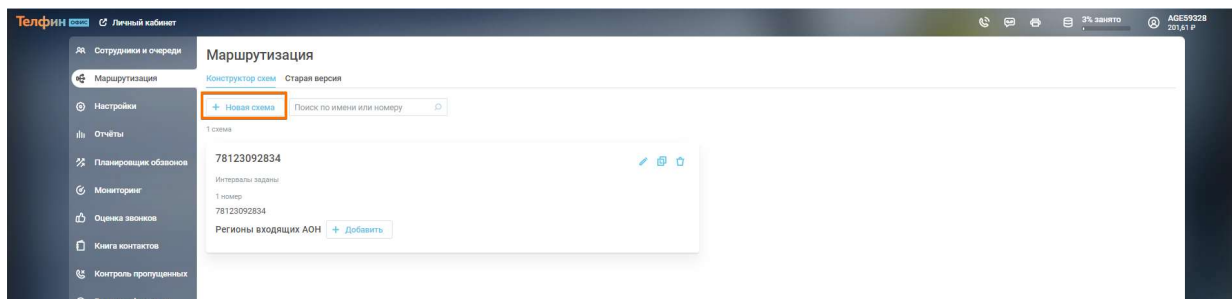 Телфин ОФИС Личный кабинет
3% занято
AGE59328
201,61 ₽
Сотрудники и очереди
Маршрутизация
Настройки
Отчёты
Планировщик обзвонов
Мониторинг
Оценка звонков
Книга контактов
Контроль пропущенных
Маршрутизация
Конструктор схем Старая версия
+ Новая схема Поиск по имени или номеру
1 схема
78123092834
Интервалы заданы
1 номер
78123092834
Регионы входящих АОН + Добавить